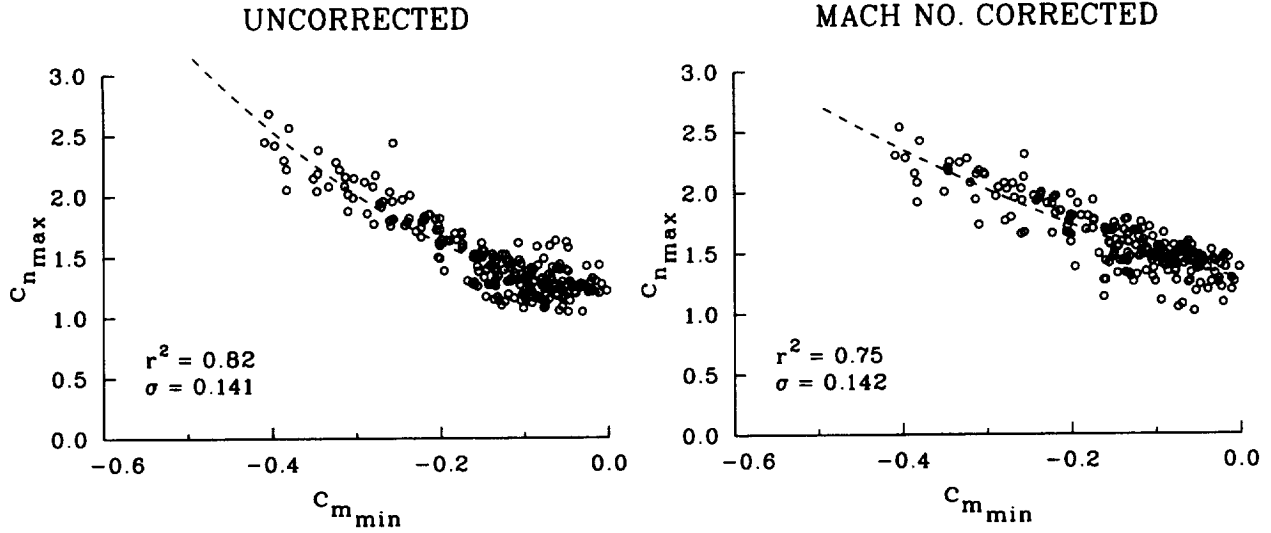 UNCORRECTED
3.0
2.5
2.0
1.5
1.0
0.5
0.0
c_n_max
r² = 0.82
σ = 0.141
−0.6
−0.4
−0.2
0.0
c_m_min
MACH NO. CORRECTED
3.0
2.5
2.0
1.5
1.0
0.5
0.0
c_n_max
r² = 0.75
σ = 0.142
−0.6
−0.4
−0.2
0.0
c_m_min